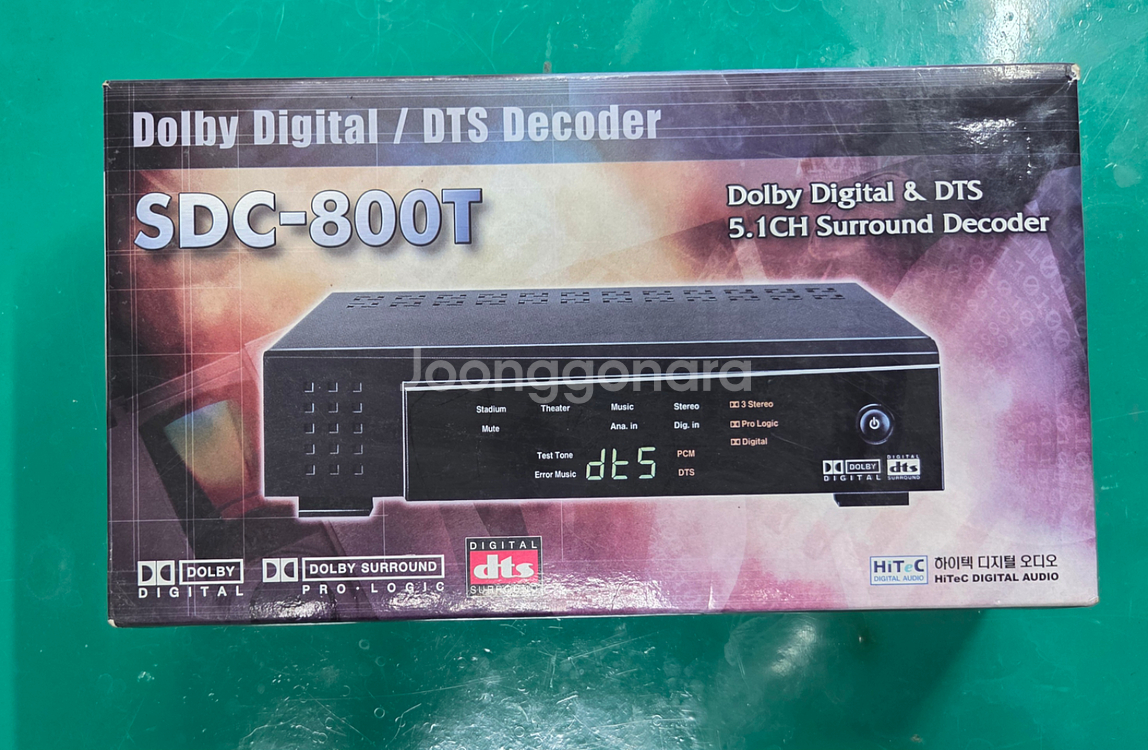 Dolby Digital / DTS Decoder
SDC-800T
Dolby Digital & DTS
5.1CH Surround Decoder
Joonggonara
Stadium Theater Music Stereo 3 Stereo
Mute Ana. in Dig. in Pro Logic
Digital
Test Tone PCM
Error Music dts DTS
DOLBY
DIGITAL
DIGITAL
dts
SURROUND
DOLBY
DIGITAL
DOLBY SURROUND
PRO·LOGIC
DIGITAL
dts
SURROUND
HiTeC
DIGITAL AUDIO
하이텍 디지털 오디오
HiTeC DIGITAL AUDIO